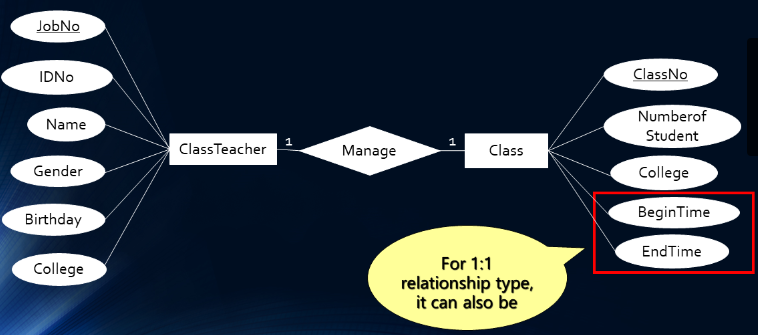 JobNo
IDNo
Name
Gender
Birthday
College
ClassTeacher
1
Manage
1
Class
ClassNo
Numberof
Student
College
BeginTime
EndTime
For 1:1
relationship type,
it can also be